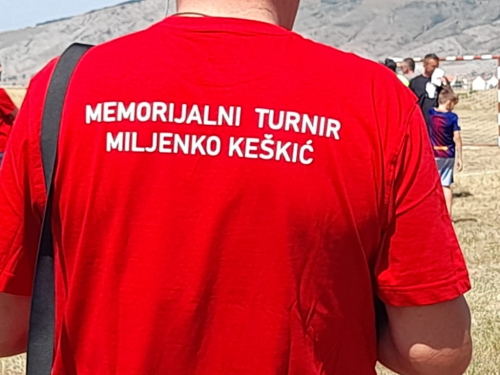 MEMORIJALNI TURNIR
MILJENKO KEŠKIĆ